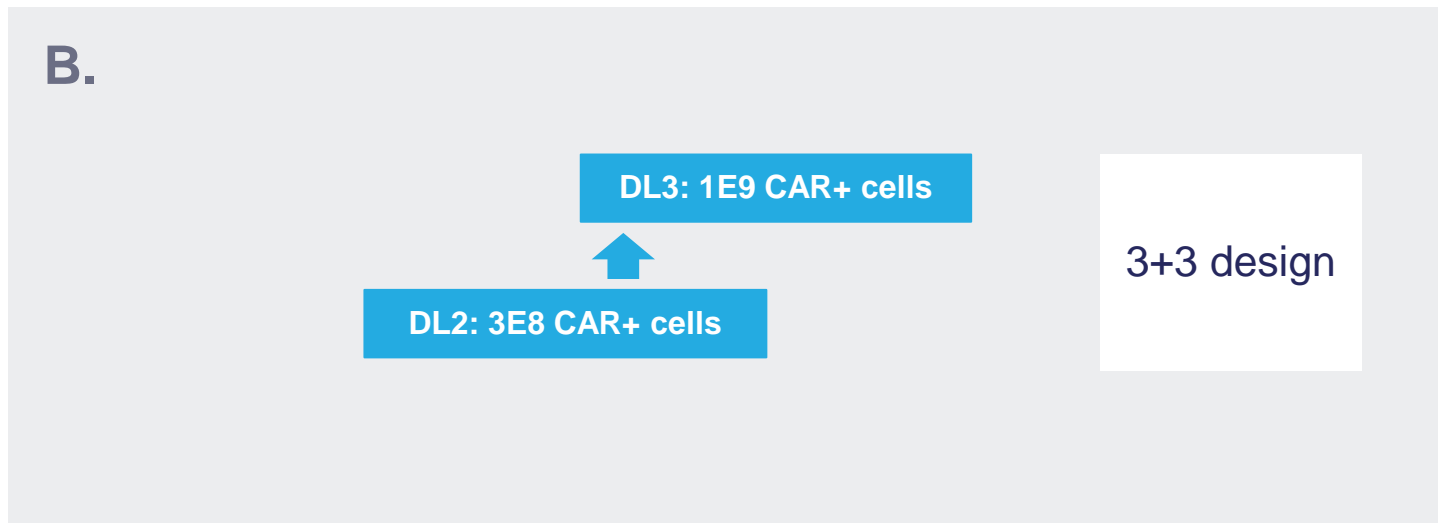 B.
DL3: 1E9 CAR+ cells
3+3 design
DL2: 3E8 CAR+ cells